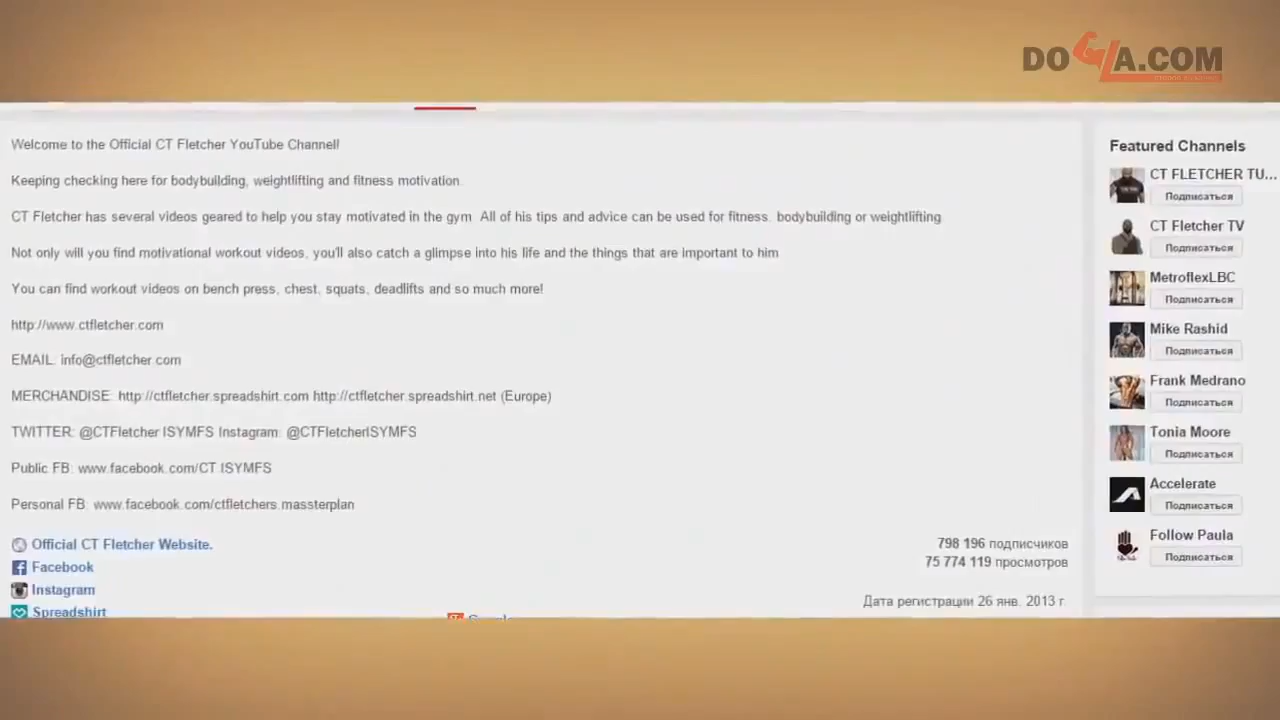 DO4A.COM
Welcome to the Official CT Fletcher YouTube Channel!
Keeping checking here for bodybuilding, weightlifting and fitness motivation.
CT Fletcher has several videos geared to help you stay motivated in the gym. All of his tips and advice can be used for fitness, bodybuilding or weightlifting
Not only will you find motivational workout videos, you'll also catch a glimpse into his life and the things that are important to him
You can find workout videos on bench press, chest, squats, deadlifts and so much more!
http://www.ctfletcher.com
EMAIL: info@ctfletcher.com
MERCHANDISE: http://ctfletcher.spreadshirt.com http://ctfletcher.spreadshirt.net (Europe)
TWITTER: @CTFletcher ISYMFS Instagram: @CTFletcherISYMFS
Public FB: www.facebook.com/CT.ISYMFS
Personal FB: www.facebook.com/ctfletchers.massterplan
Official CT Fletcher Website.
Facebook
Instagram
Spreadshirt
798 196 подписчиков
75 774 119 просмотров
Дата регистрации 26 янв. 2013 г.
Featured Channels
CT FLETCHER TU...
Подписаться
CT Fletcher TV
Подписаться
MetroflexLBC
Подписаться
Mike Rashid
Подписаться
Frank Medrano
Подписаться
Tonia Moore
Подписаться
Accelerate
Подписаться
Follow Paula
Подписаться